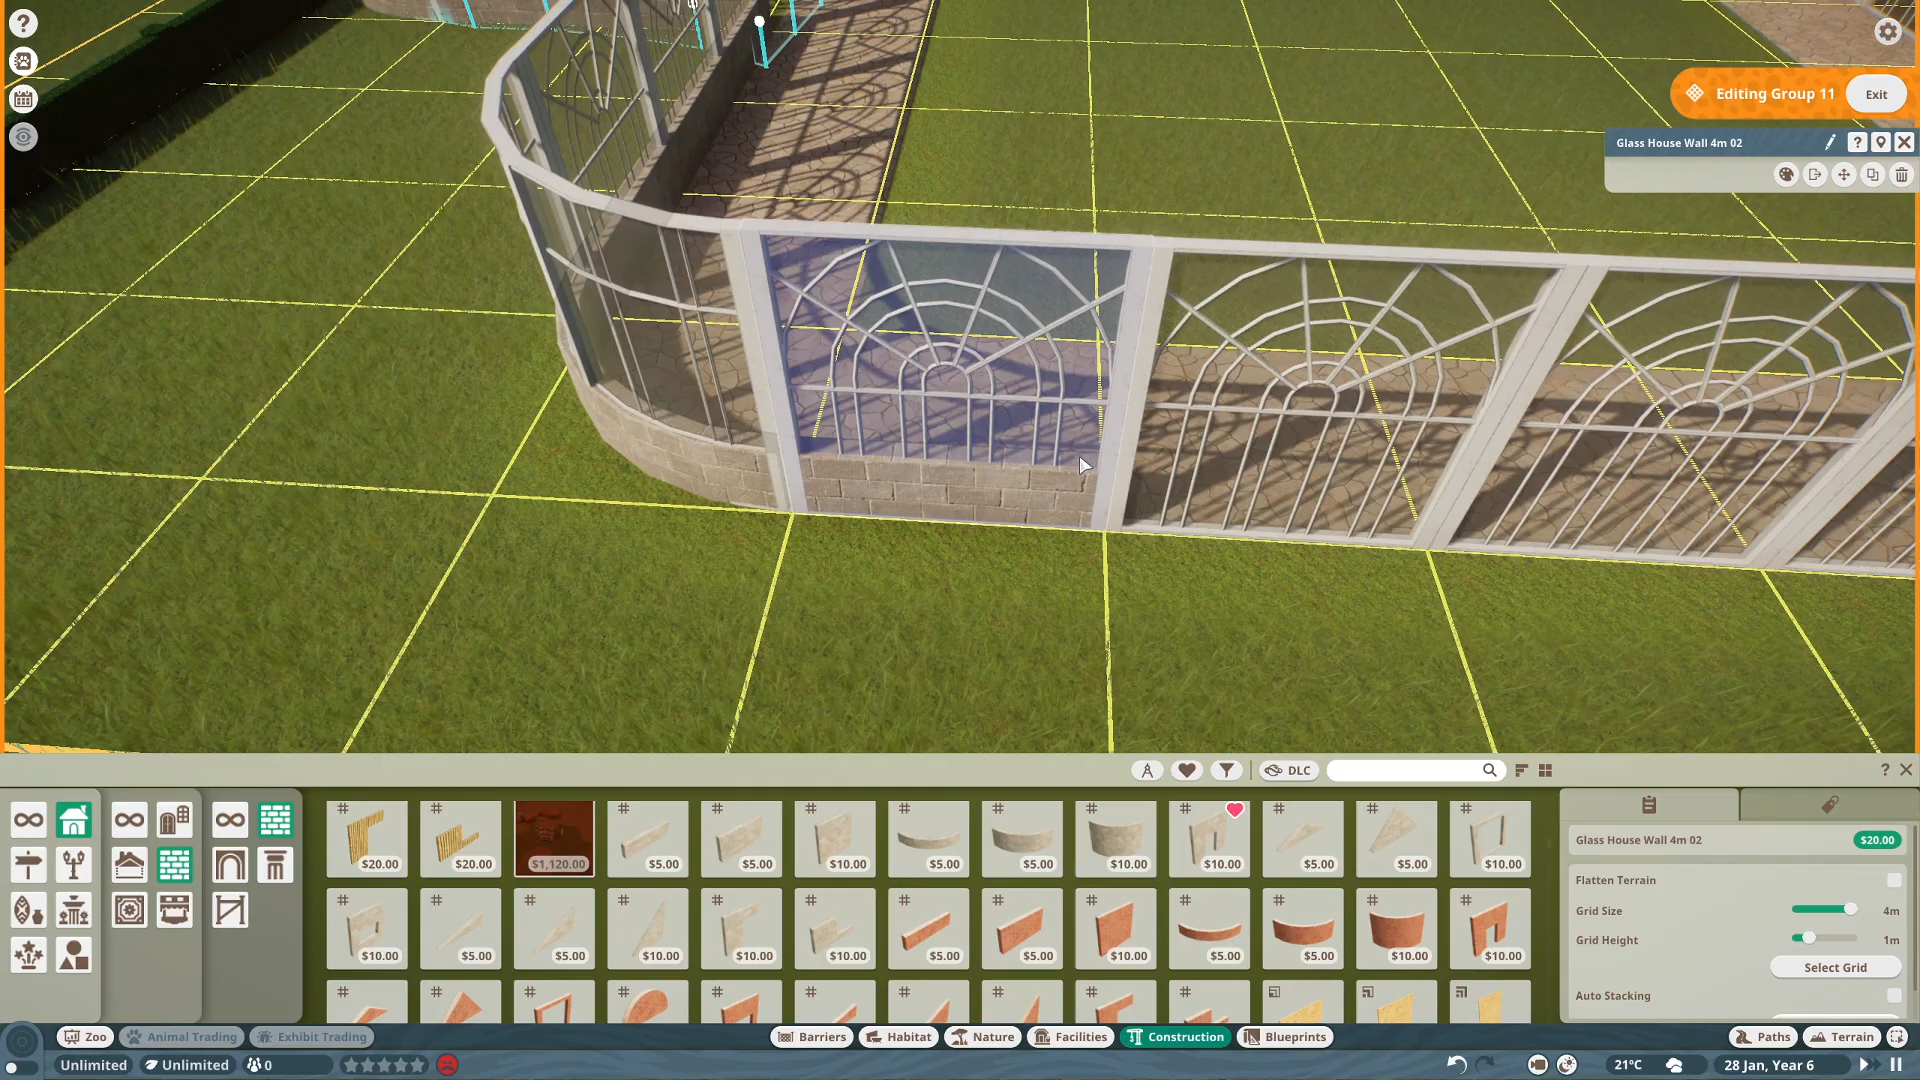 Editing Group 11
Exit
Glass House Wall 4m 02
?
?
DLC
?
$20.00
$20.00
$1,120.00
$5.00
$5.00
$10.00
$5.00
$5.00
$10.00
$10.00
$5.00
$5.00
$10.00
$10.00
$5.00
$5.00
$10.00
$10.00
$10.00
$5.00
$5.00
$10.00
$5.00
$5.00
$10.00
$10.00
Glass House Wall 4m 02
$20.00
Flatten Terrain
Grid Size
4m
Grid Height
1m
Select Grid
Auto Stacking
Zoo
Animal Trading
Exhibit Trading
Barriers
Habitat
Nature
Facilities
Construction
Blueprints
Paths
Terrain
Unlimited
Unlimited
0
21°C
28 Jan, Year 6